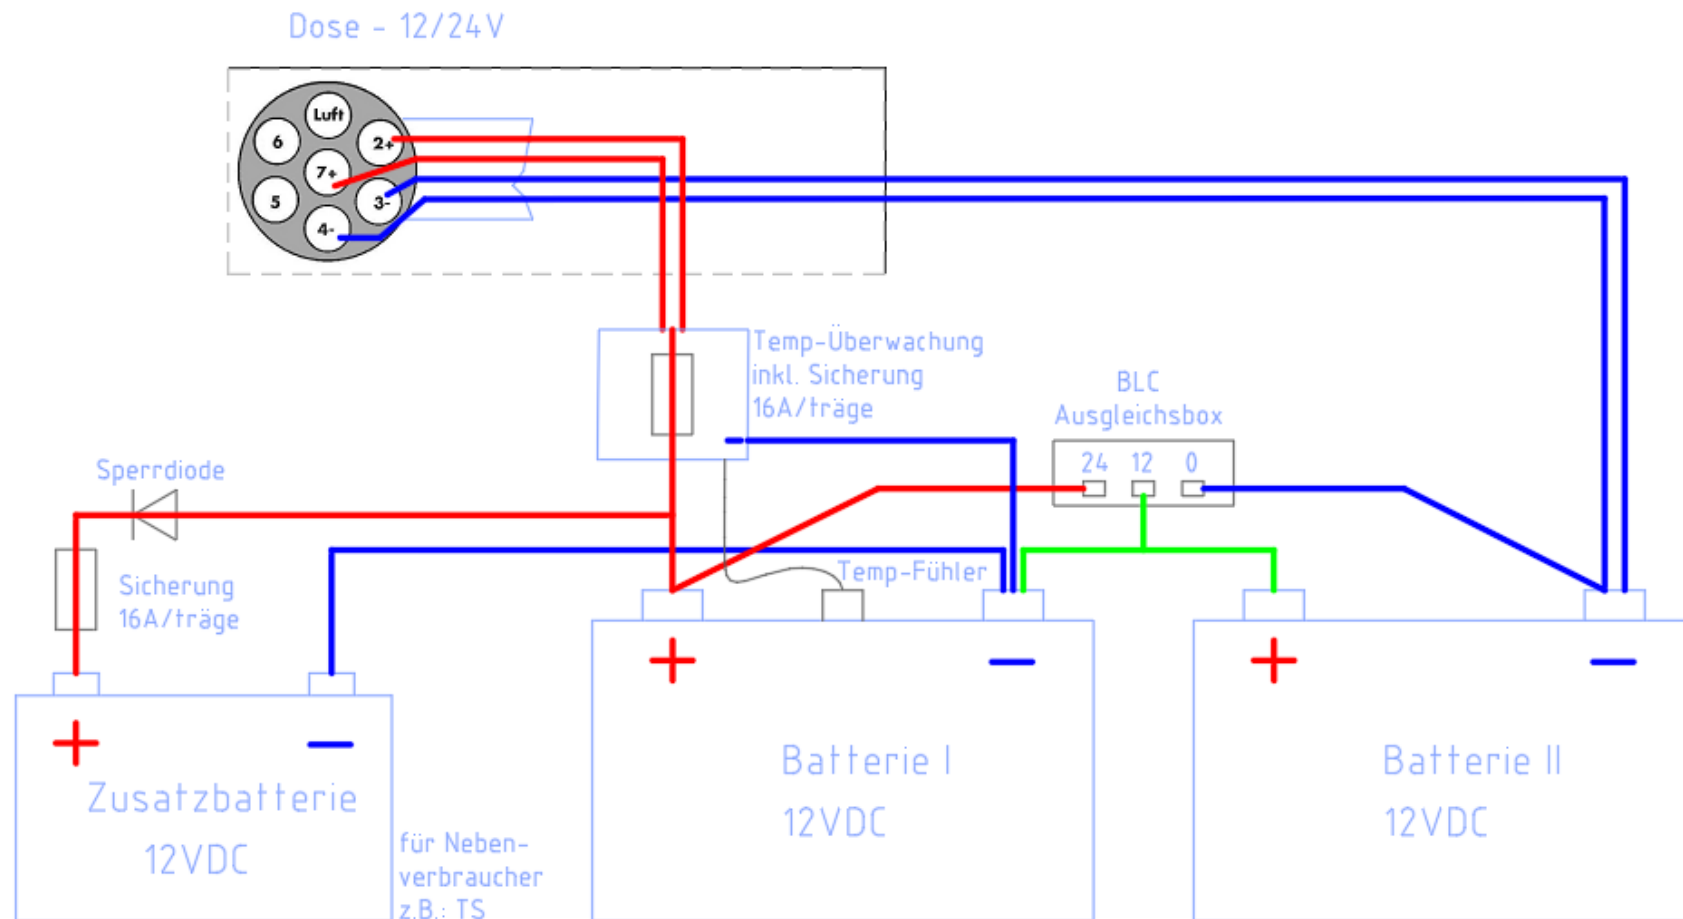 Dose - 12/24V
Luft
6
2+
7+
5
3-
4-
Temp-Überwachung
inkl. Sicherung
16A/träge
BLC
Ausgleichsbox
24 12 0
Sperrdiode
Sicherung
16A/träge
Temp-Fühler
+ −
+ −
+ −
Zusatzbatterie
12VDC
für Neben-
verbraucher
z.B.: TS
Batterie I
12VDC
Batterie II
12VDC